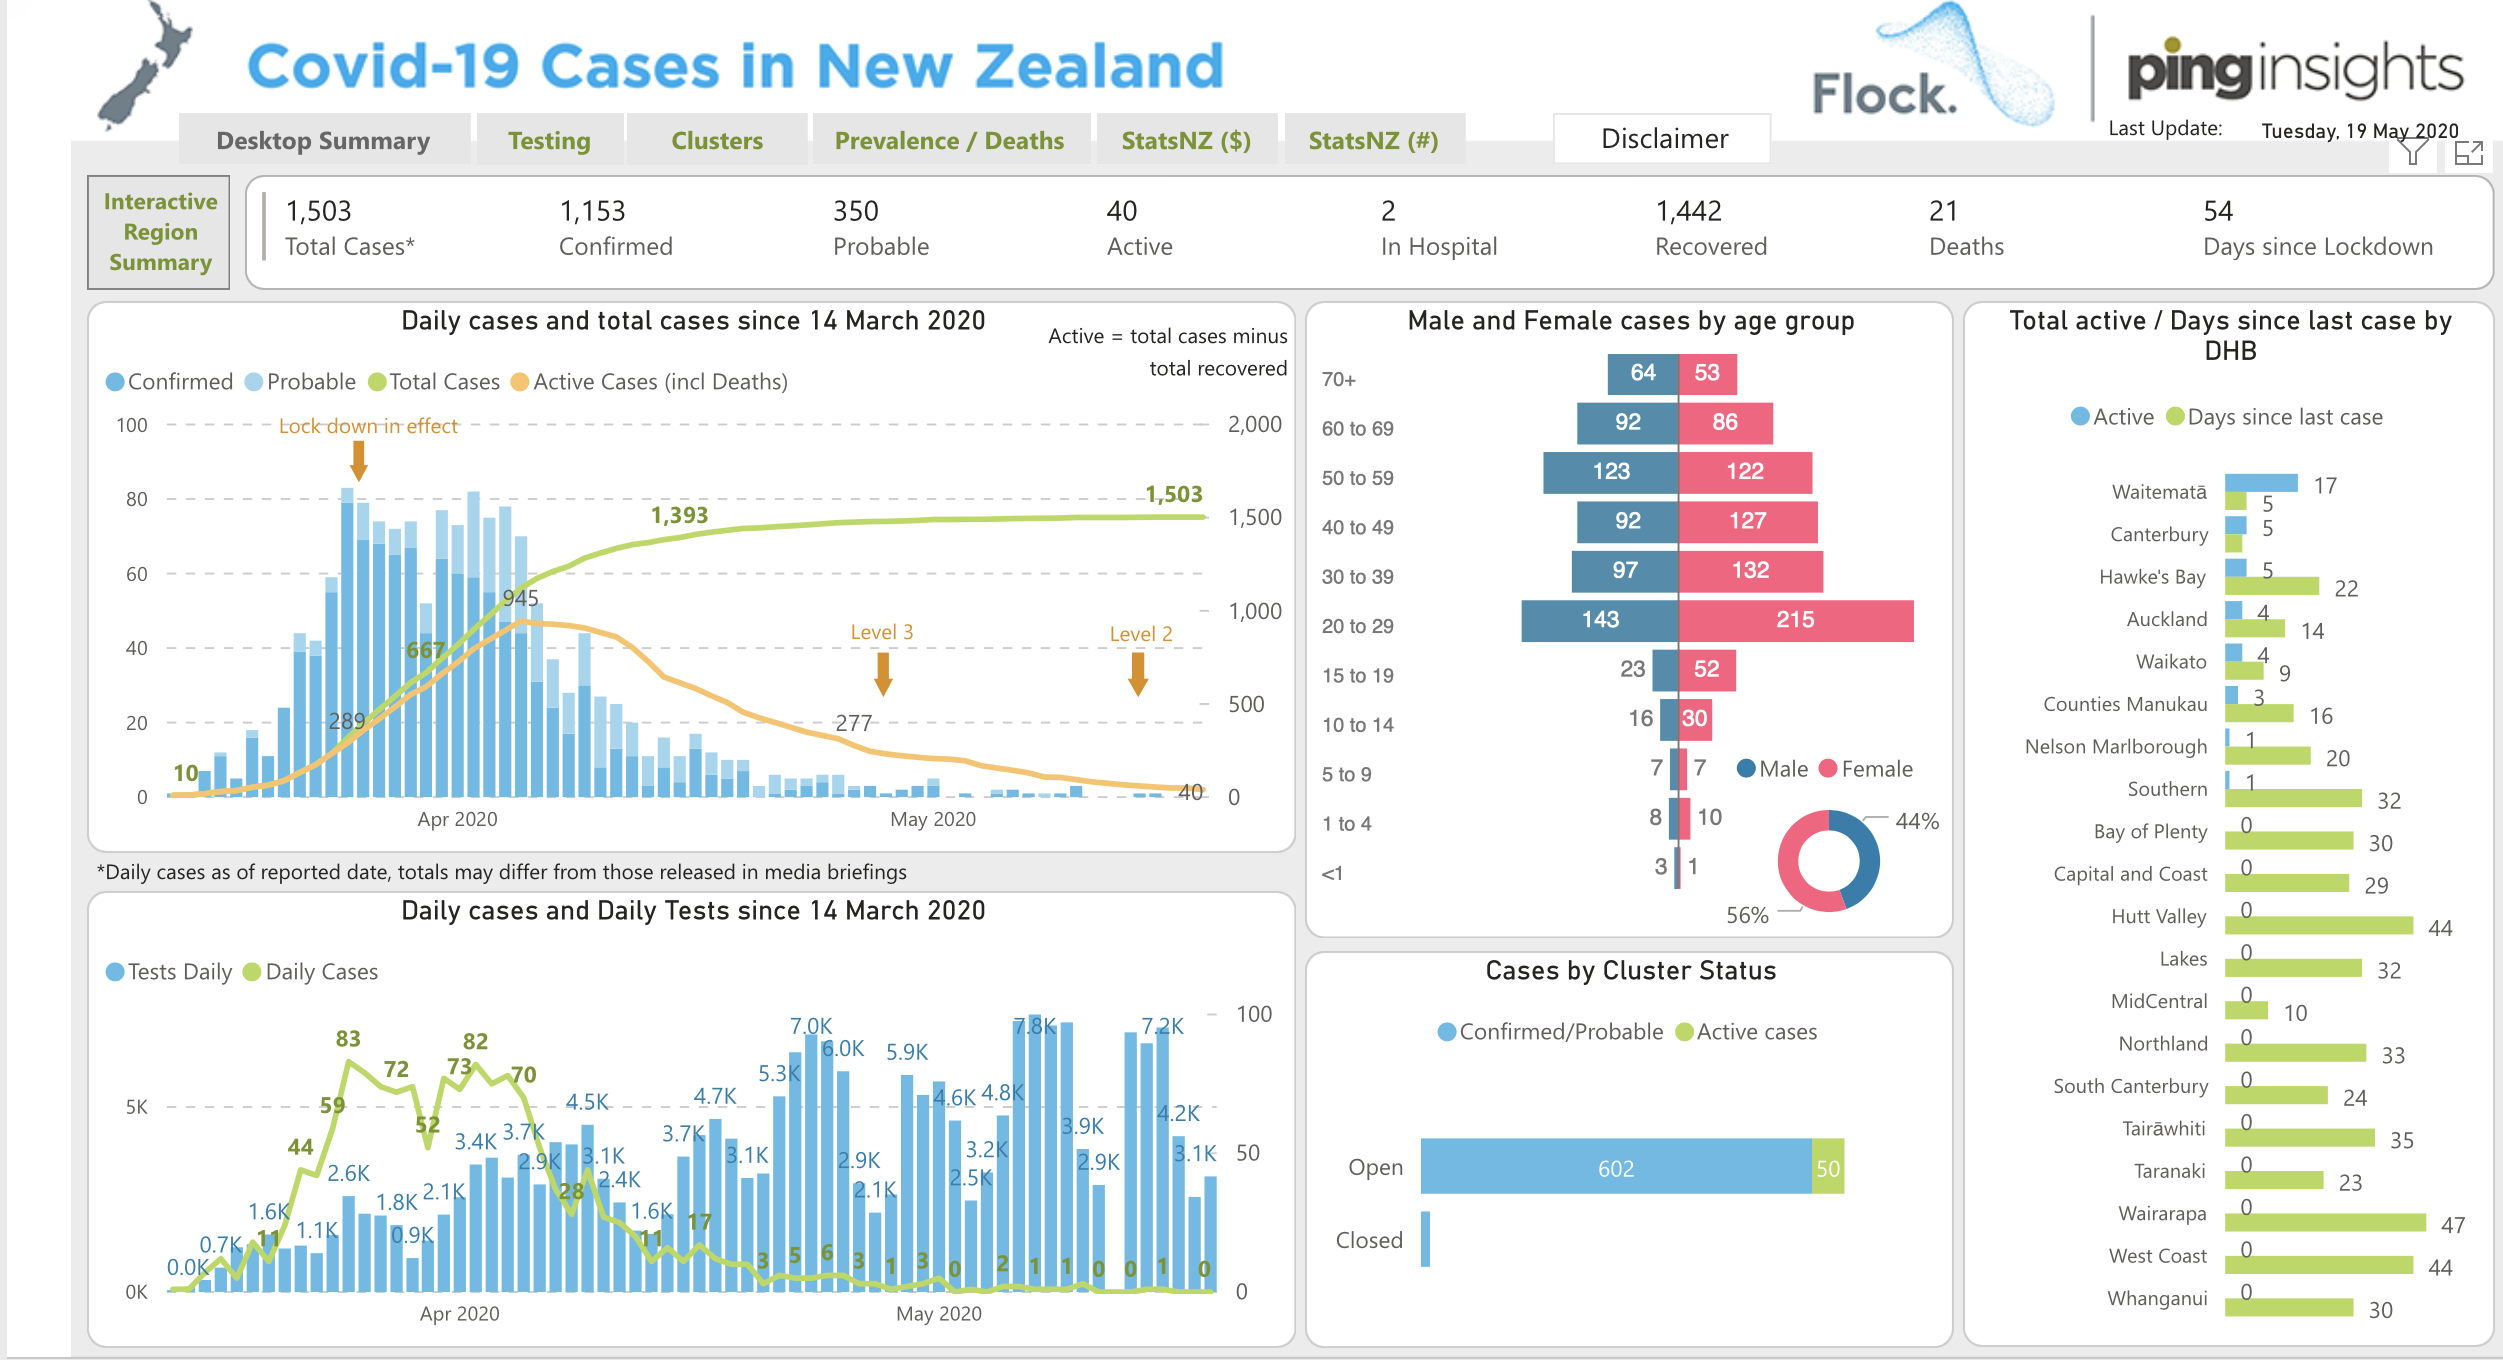 Covid-19 Cases in New Zealand
Flock.
pinginsights
Last Update: Tuesday, 19 May 2020
Desktop Summary
Testing
Clusters
Prevalence / Deaths
StatsNZ ($)
StatsNZ (#)
Disclaimer
Interactive
Region
Summary
1,503
Total Cases*
1,153
Confirmed
350
Probable
40
Active
2
In Hospital
1,442
Recovered
21
Deaths
54
Days since Lockdown
Daily cases and total cases since 14 March 2020
Active = total cases minus
total recovered
Confirmed Probable Total Cases Active Cases (incl Deaths)
100
80
60
40
20
0
2,000
1,500
1,000
500
0
Lock down in effect
Level 3
Level 2
10
289
667
945
1,393
277
1,503
40
Apr 2020
May 2020
*Daily cases as of reported date, totals may differ from those released in media briefings
Daily cases and Daily Tests since 14 March 2020
Tests Daily Daily Cases
5K
0K
100
50
0
0.0K
0.7K
1.6K
11
44
1.1K
59
83
2.6K
72
1.8K
0.9K
52
2.1K
73
3.4K
82
3.7K
70
2.9K
28
4.5K
3.1K
2.4K
1.6K
11
3.7K
17
4.7K
3.1K
3
5.3K
5
7.0K
6
6.0K
2.9K
3
2.1K
1
5.9K
3
4.6K
0
2.5K
3.2K
4.8K
2
7.8K
1
1
3.9K
2.9K
0
0
7.2K
1
4.2K
3.1K
0
Apr 2020
May 2020
Male and Female cases by age group
70+ 64 53
60 to 69 92 86
50 to 59 123 122
40 to 49 92 127
30 to 39 97 132
20 to 29 143 215
15 to 19 23 52
10 to 14 16 30
5 to 9 7 7
1 to 4 8 10
<1 3 1
Male Female
44%
56%
Cases by Cluster Status
Confirmed/Probable Active cases
Open 602 50
Closed
Total active / Days since last case by
DHB
Active Days since last case
Waitematā 17 5
Canterbury 5
Hawke's Bay 5 22
Auckland 4 14
Waikato 4 9
Counties Manukau 3 16
Nelson Marlborough 1 20
Southern 1 32
Bay of Plenty 0 30
Capital and Coast 0 29
Hutt Valley 0 44
Lakes 0 32
MidCentral 0 10
Northland 0 33
South Canterbury 0 24
Tairāwhiti 0 35
Taranaki 0 23
Wairarapa 0 47
West Coast 0 44
Whanganui 0 30